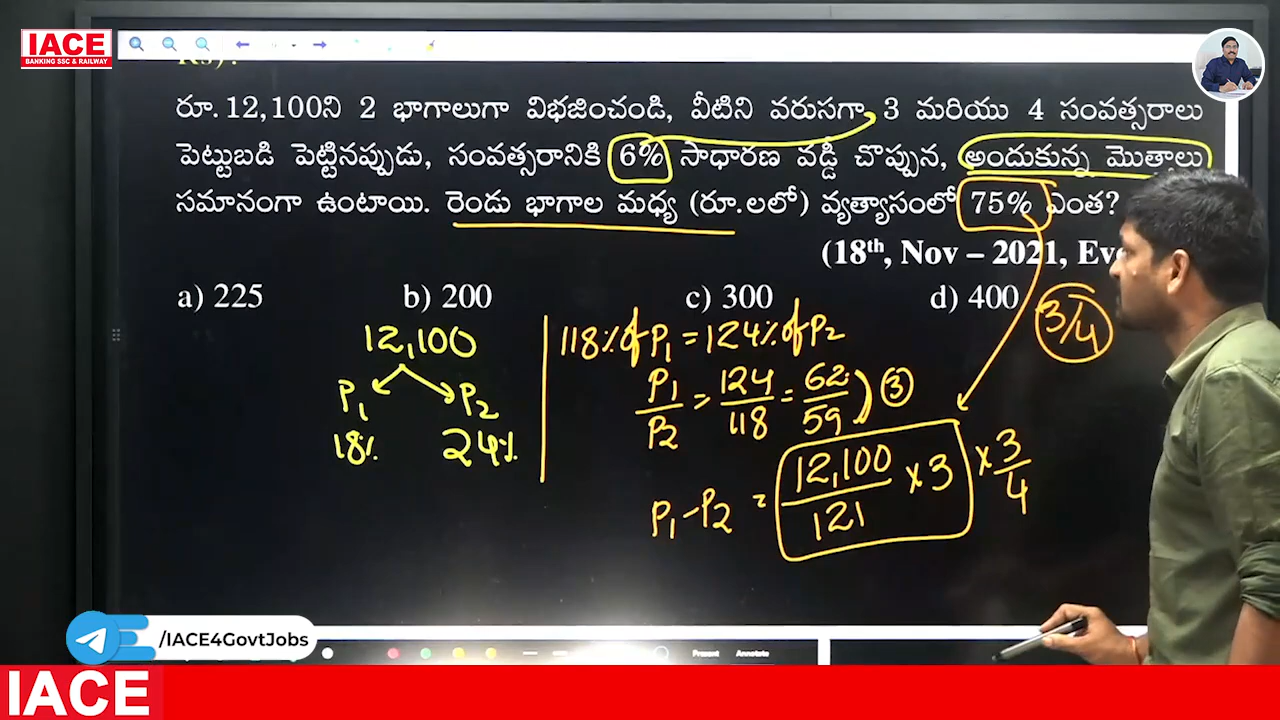 IACE
BANKING SSC & RAILWAY
రూ.12,100ని 2 భాగాలుగా విభజించండి, వీటిని వరుసగా 3 మరియు 4 సంవత్సరాలు
పెట్టుబడి పెట్టినప్పుడు, సంవత్సరానికి 6% సాధారణ వడ్డీ చొప్పున, అందుకున్న మొత్తాలు
సమానంగా ఉంటాయి. రెండు భాగాల మధ్య (రూ.లలో) వ్యత్యాసంలో 75% ఎంత?
(18th, Nov – 2021, Eve
a) 225 b) 200 c) 300 d) 400
3/4
12,100
P1 P2
18% 24%
118% of P1 = 124% of P2
P1/P2 = 124/118 = 62/59 ) 3
P1 - P2 = 12,100/121 × 3 × 3/4
/IACE4GovtJobs
Present Annotate
IACE